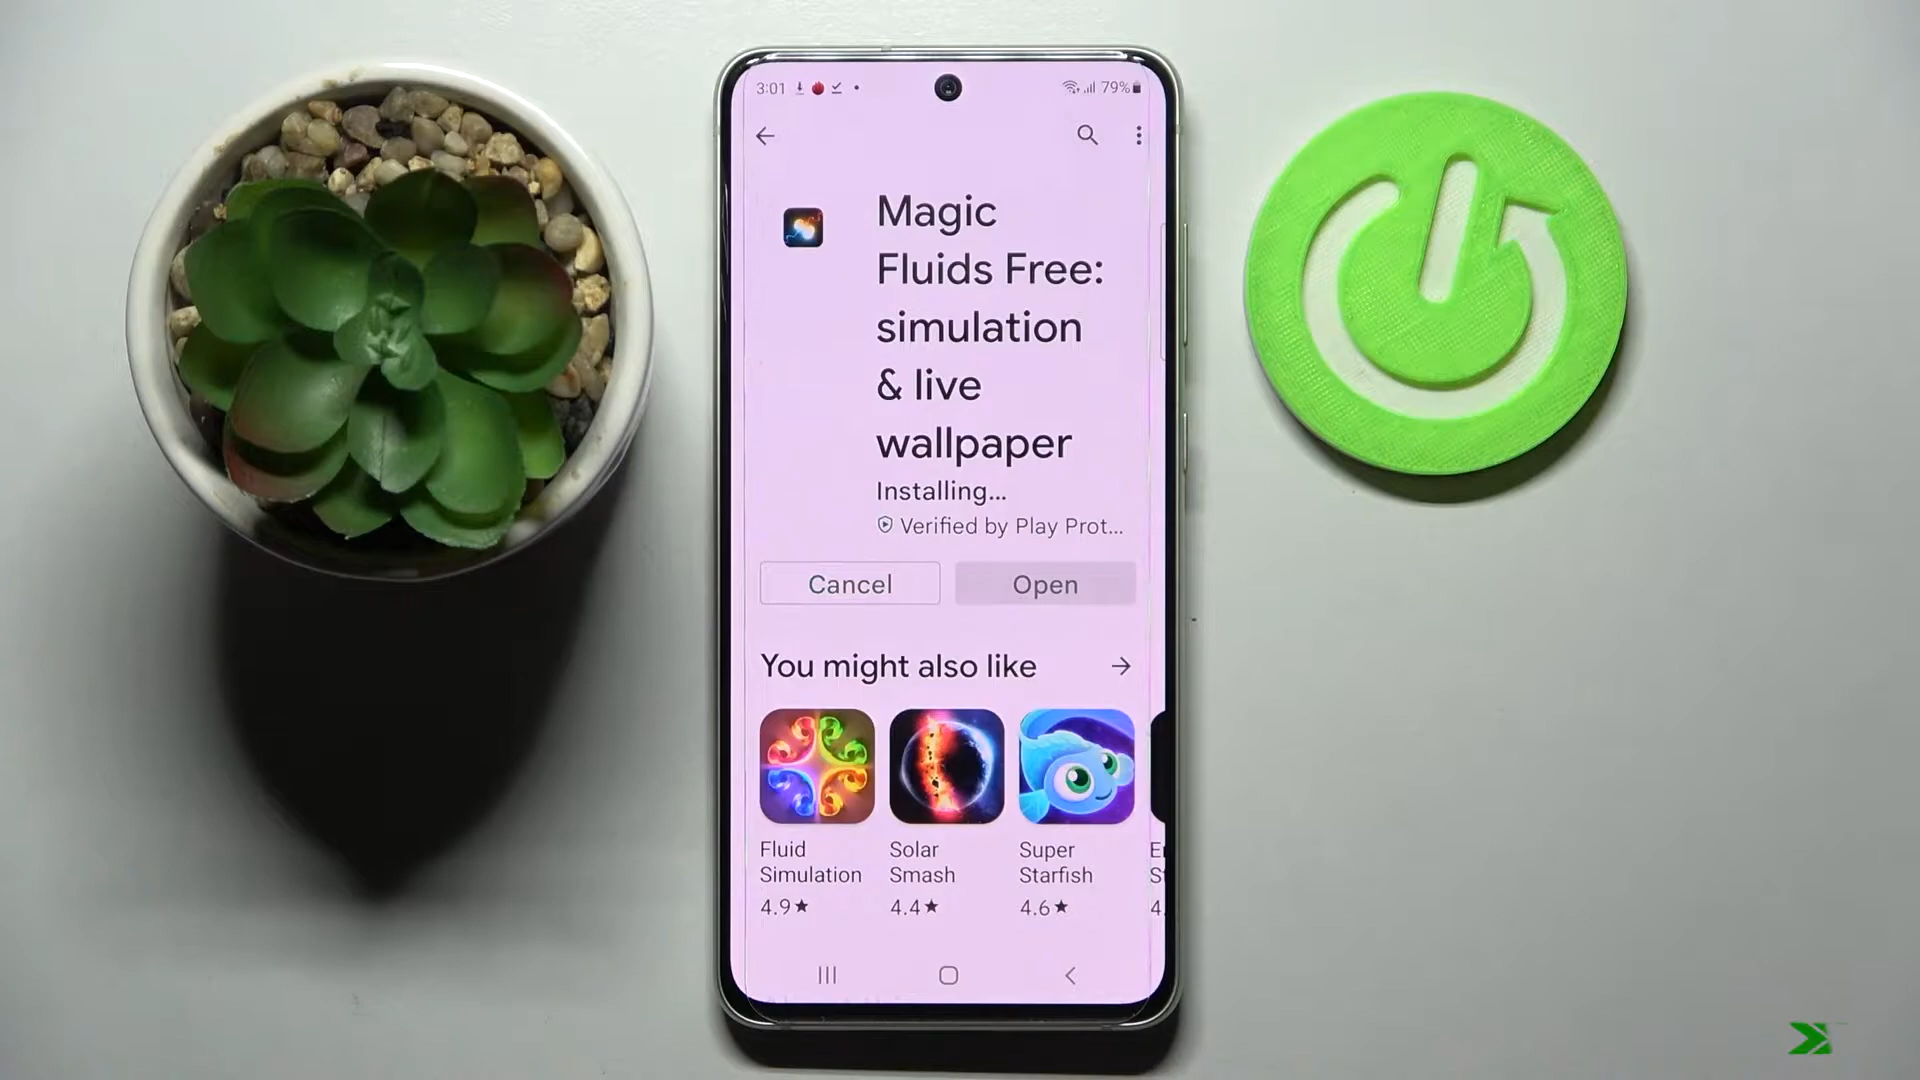 3:01 79%
Magic
Fluids Free:
simulation
& live
wallpaper
Installing...
Verified by Play Prot...
Cancel Open
You might also like
Fluid Solar Super
Simulation Smash Starfish
4.9★ 4.4★ 4.6★ 4.